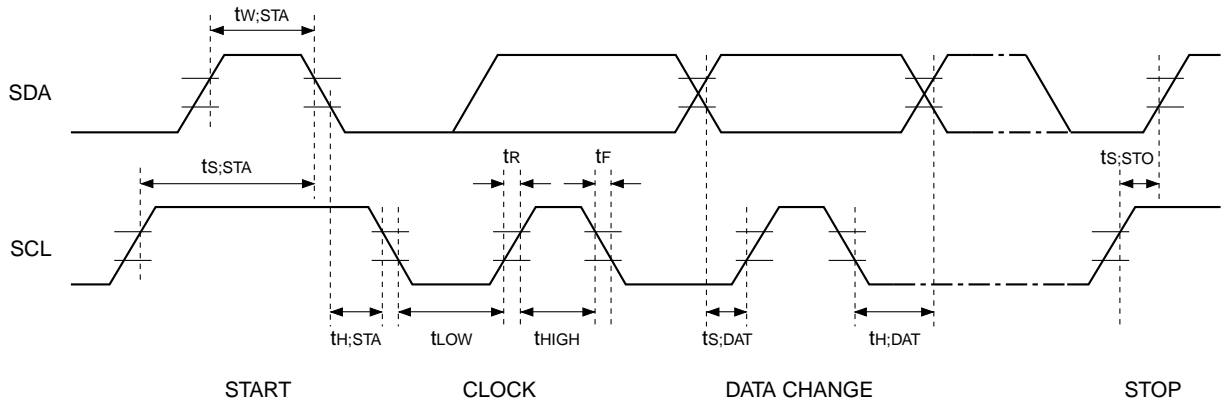 tW;STA
SDA
tS;STA
tR
tF
tS;STO
SCL
tH;STA
tLOW
tHIGH
tS;DAT
tH;DAT
START
CLOCK
DATA CHANGE
STOP